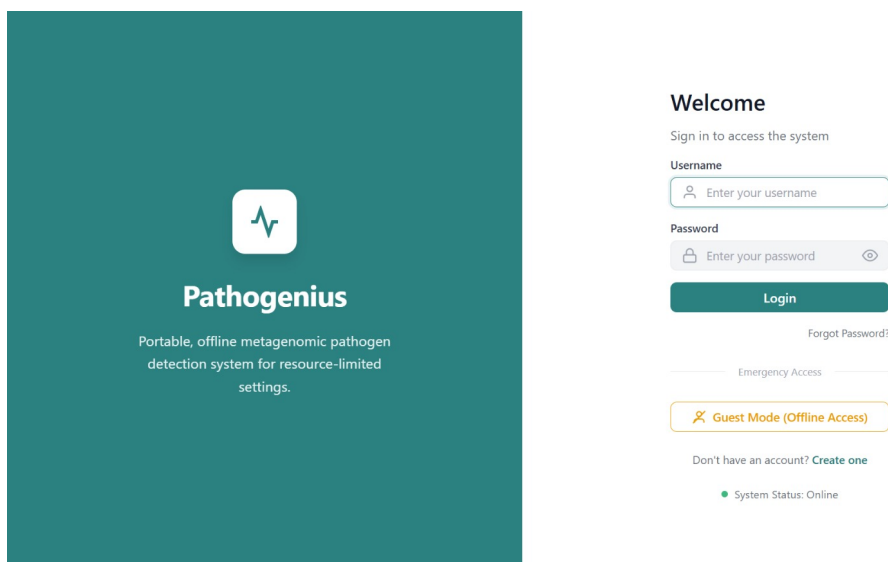 Pathogenius
Portable, offline metagenomic pathogen
detection system for resource-limited
settings.
Welcome
Sign in to access the system
Username
Enter your username
Password
Enter your password
Login
Forgot Password?
Emergency Access
Guest Mode (Offline Access)
Don't have an account? Create one
System Status: Online